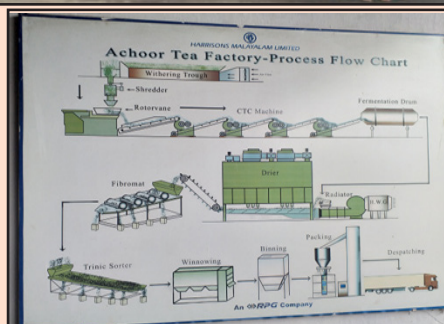 HARRISONS MALAYALAM LIMITED
Achoor Tea Factory-Process Flow Chart
Withering Trough
Shredder
Rotorvane
CTC Machine
Fermentation Drum
Drier
Fibromat
Radiator
H.W.G
Trinic Sorter
Winnowing
Binning
Packing
Despatching
An RPG Company